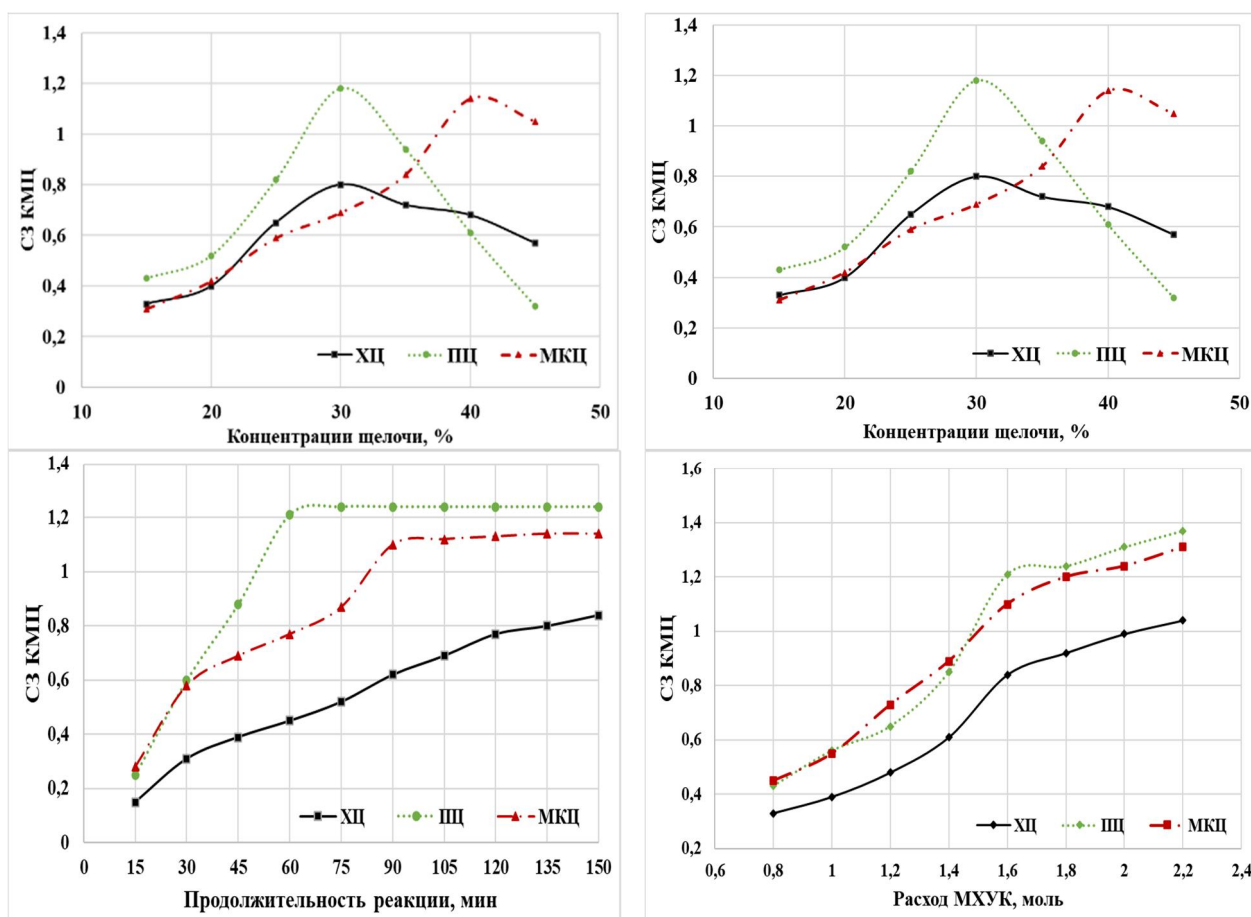 1,4
1,2
1
0,8
0,6
0,4
0,2
0
СЗ КМЦ
ХЦ ПЦ МКЦ
10 20 30 40 50
Концентрации щелочи, %
1,4
1,2
1
0,8
0,6
0,4
0,2
0
СЗ КМЦ
ХЦ ПЦ МКЦ
10 20 30 40 50
Концентрации щелочи, %
1,4
1,2
1
0,8
0,6
0,4
0,2
0
СЗ КМЦ
ХЦ ПЦ МКЦ
0 15 30 45 60 75 90 105 120 135 150
Продолжительность реакции, мин
1,6
1,4
1,2
1
0,8
0,6
0,4
0,2
СЗ КМЦ
ХЦ ПЦ МКЦ
0,6 0,8 1 1,2 1,4 1,6 1,8 2 2,2 2,4
Расход МХУК, моль